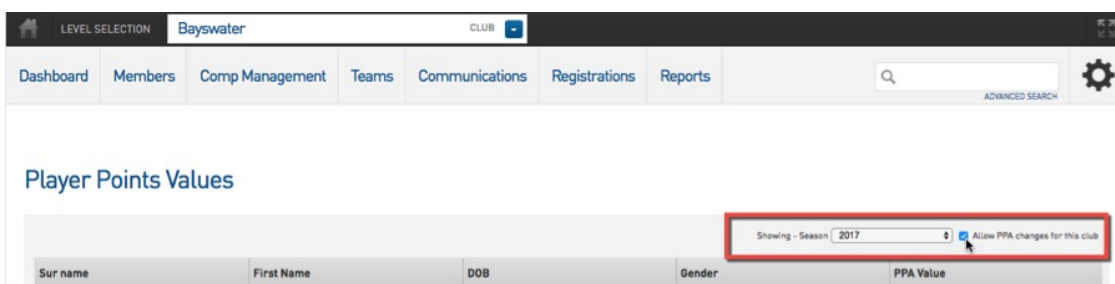 LEVEL SELECTION Bayswater CLUB
Dashboard Members Comp Management Teams Communications Registrations Reports
ADVANCED SEARCH
Player Points Values
Showing - Season 2017 Allow PPA changes for this club
Sur name First Name DOB Gender PPA Value